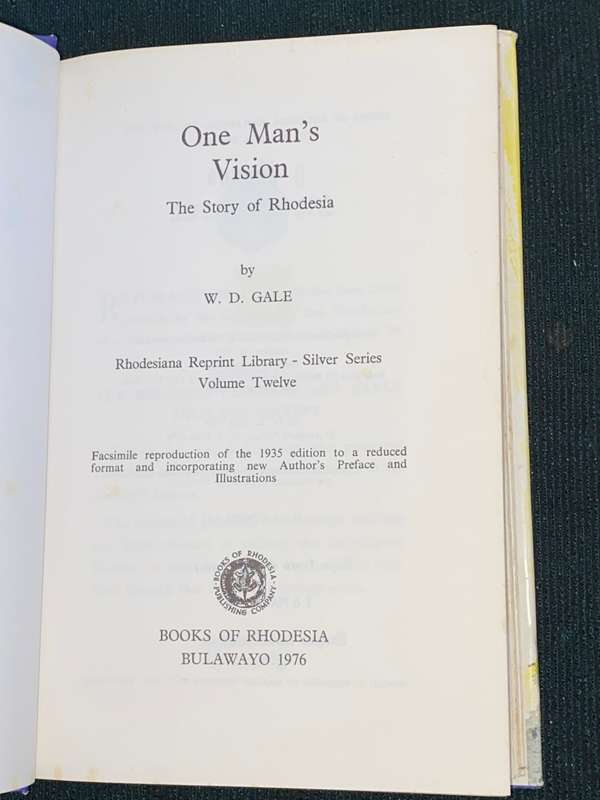 One Man's
Vision
The Story of Rhodesia
by
W. D. GALE
Rhodesiana Reprint Library - Silver Series
Volume Twelve
Facsimile reproduction of the 1935 edition to a reduced
format and incorporating new Author's Preface and
Illustrations
BOOKS OF RHODESIA
PUBLISHING COMPANY
BOOKS OF RHODESIA
BULAWAYO 1976